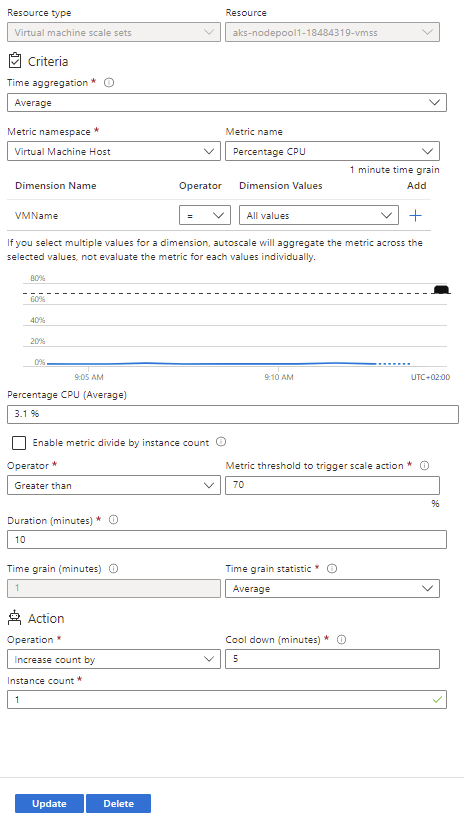 Resource type
Resource
Virtual machine scale sets
aks-nodepool1-18484319-vmss
Criteria
Time aggregation *
Average
Metric namespace *
Metric name
Virtual Machine Host
Percentage CPU
1 minute time grain
Dimension Name
Operator
Dimension Values
Add
VMName
=
All values
+
If you select multiple values for a dimension, autoscale will aggregate the metric across the
selected values, not evaluate the metric for each values individually.
80%
60%
40%
20%
0%
9:05 AM
9:10 AM
UTC+02:00
Percentage CPU (Average)
3.1 %
Enable metric divide by instance count
Operator *
Metric threshold to trigger scale action *
Greater than
70
%
Duration (minutes) *
10
Time grain (minutes)
Time grain statistic *
1
Average
Action
Operation *
Cool down (minutes) *
Increase count by
5
Instance count *
1
Update
Delete